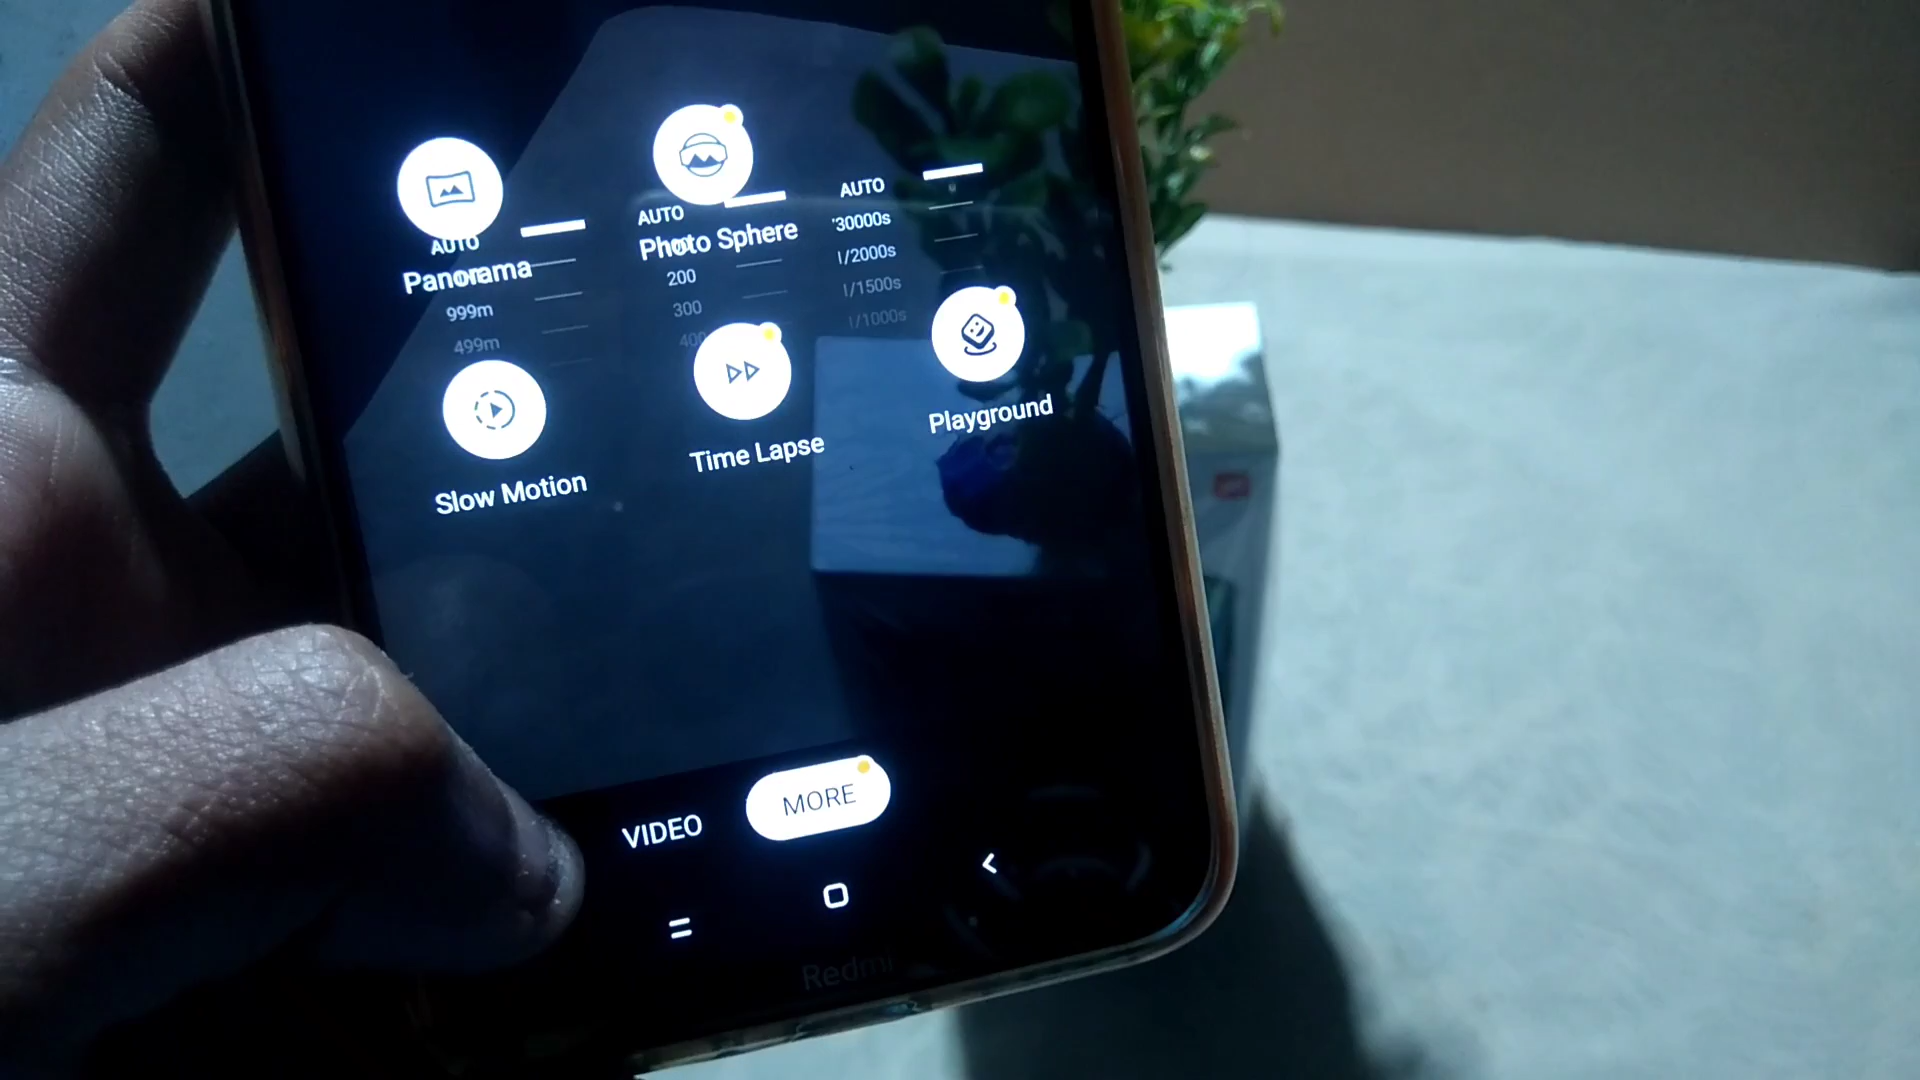 AUTO
30000s
1/2000s
1/1500s
1/1000s
AUTO
Photo Sphere
200
300
400
AUTO
Panorama
999m
499m
Playground
Time Lapse
Slow Motion
VIDEO
MORE
Redmi